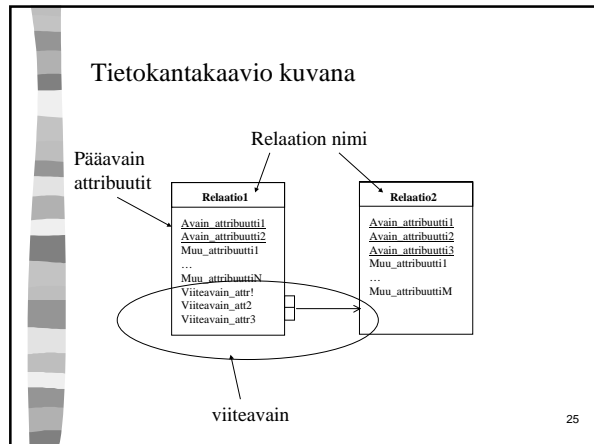 Tietokantakaavio kuvana
Relaation nimi
Pääavain
attribuutit
Relaatio1
Avain_attribuutti1
Avain_attribuutti2
Muu_attribuutti1
…
Muu_attribuuttiN
Viiteavain_attr!
Viiteavain_att2
Viiteavain_attr3
Relaatio2
Avain_attribuutti1
Avain_attribuutti2
Avain_attribuutti3
Muu_attribuutti1
…
Muu_attribuuttiM
viiteavain
25